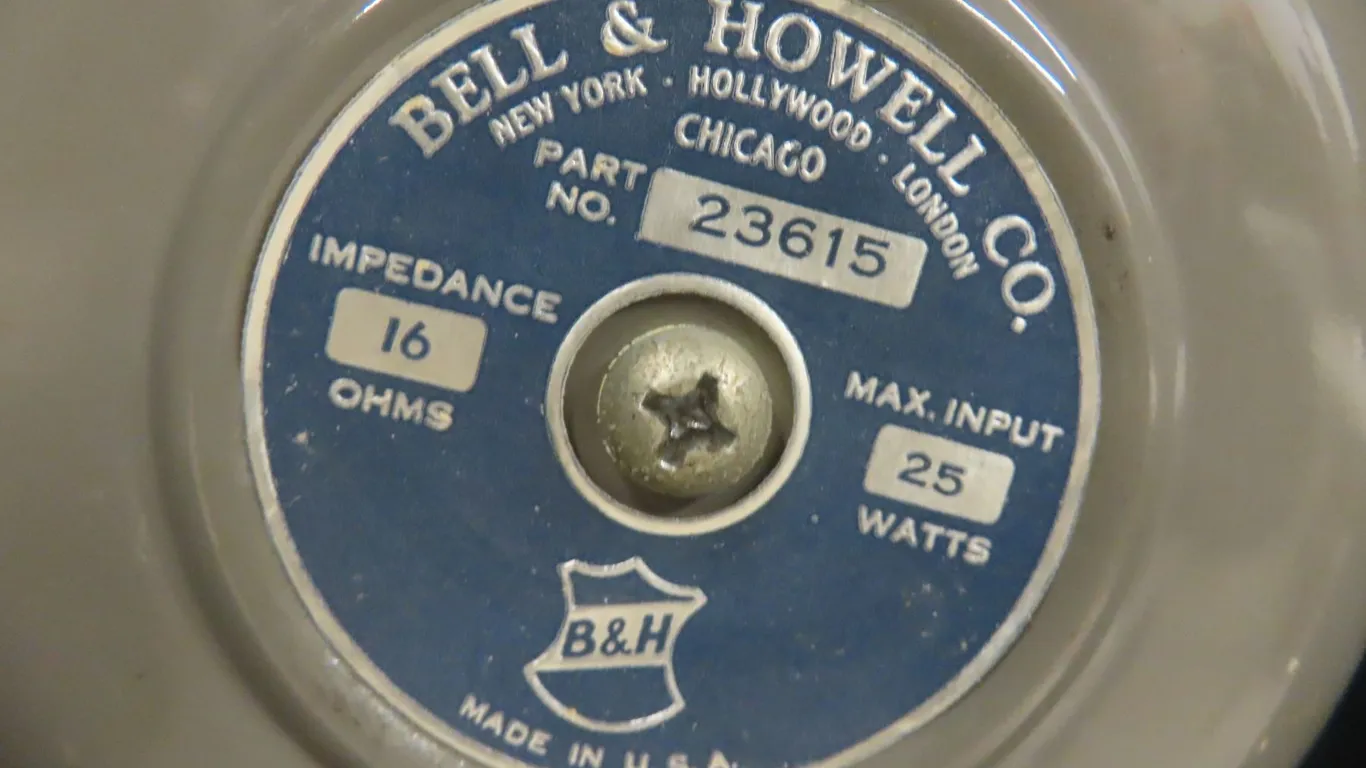 BELL & HOWELL CO.
NEW YORK · HOLLYWOOD · LONDON
CHICAGO
PART
NO.
23615
IMPEDANCE
16
OHMS
MAX. INPUT
25
WATTS
B&H
MADE IN U.S.A.